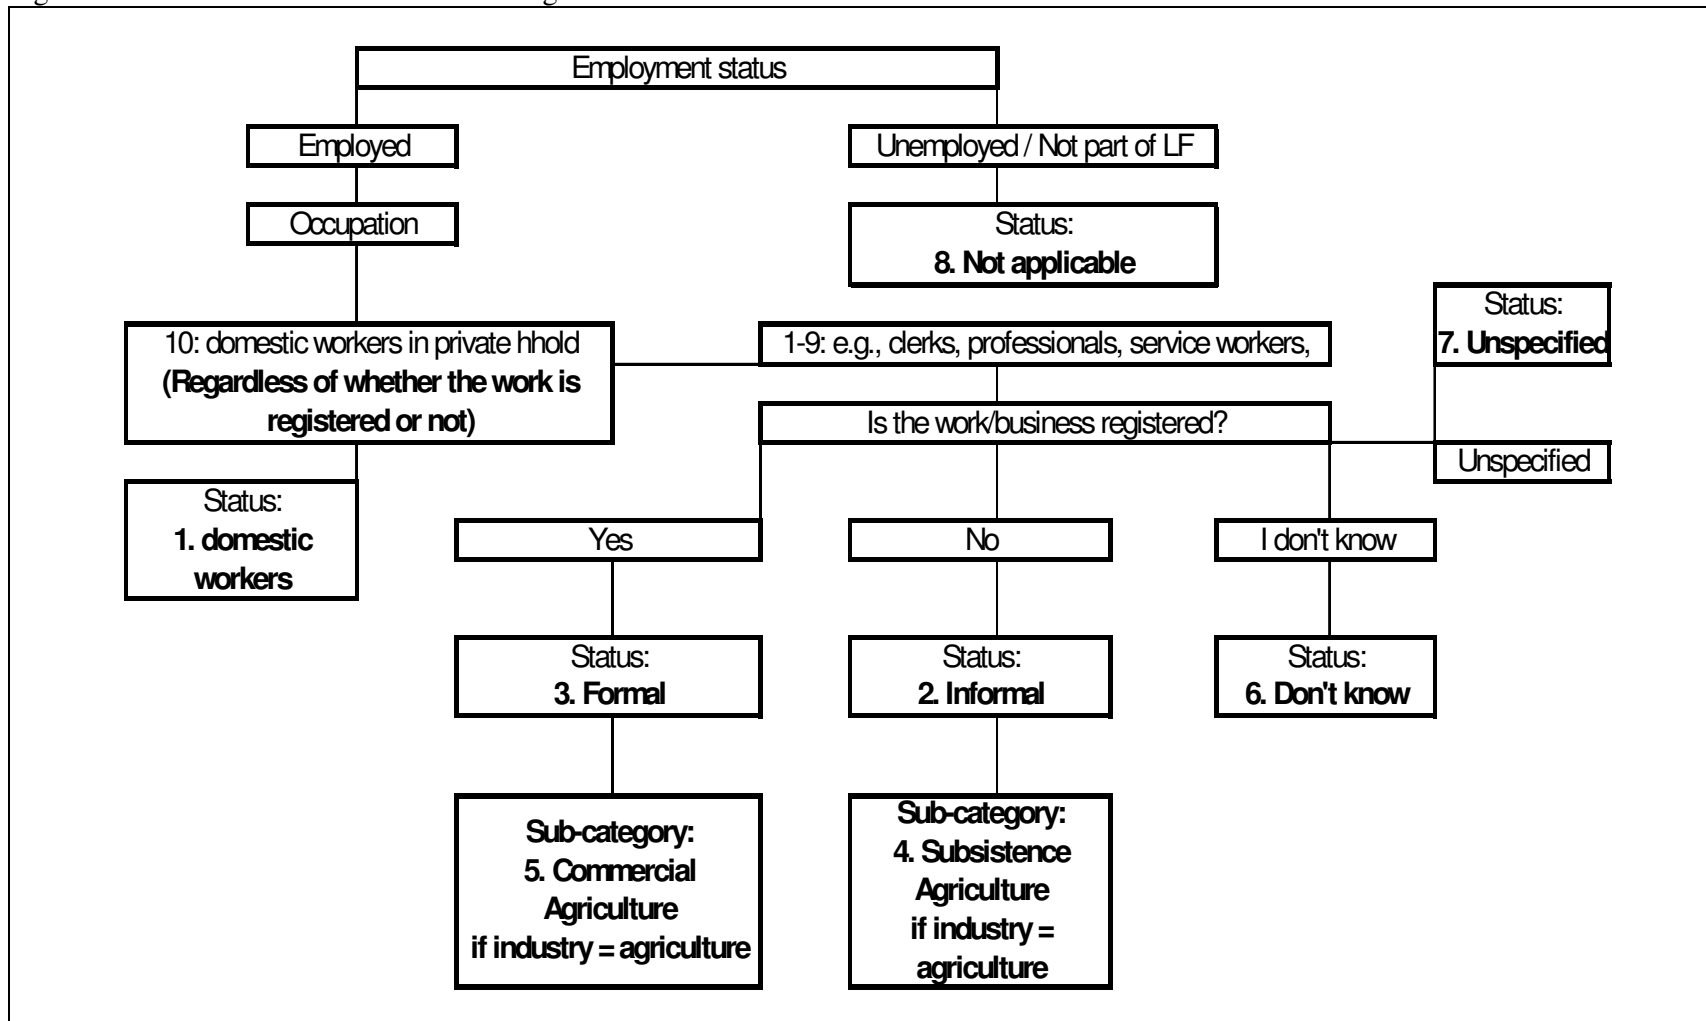 Employment status
Employed
Unemployed / Not part of LF
Occupation
Status:
8. Not applicable
10: domestic workers in private hhold
(Regardless of whether the work is
registered or not)
1-9: e.g., clerks, professionals, service workers,
Status:
7. Unspecified
Is the work/business registered?
Unspecified
Status:
1. domestic
workers
Yes
No
I don't know
Status:
3. Formal
Status:
2. Informal
Status:
6. Don't know
Sub-category:
5. Commercial
Agriculture
if industry = agriculture
Sub-category:
4. Subsistence
Agriculture
if industry =
agriculture